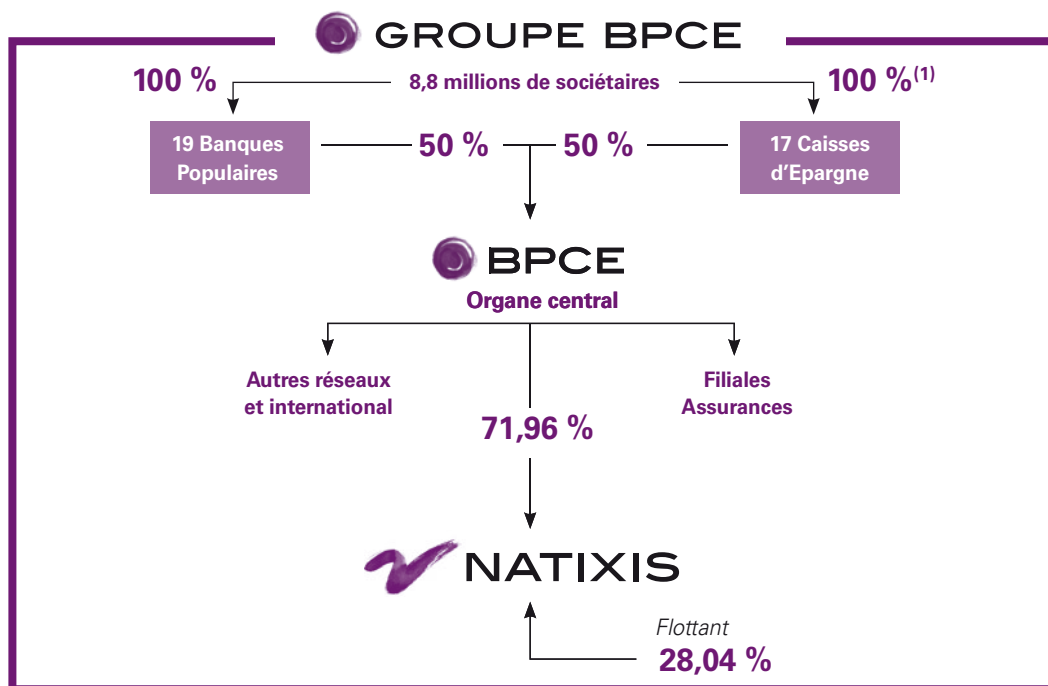 GROUPE BPCE
100 %
8,8 millions de sociétaires
100 %(1)
19 Banques
Populaires
50 %
50 %
17 Caisses
d'Epargne
BPCE
Organe central
Autres réseaux
et international
Filiales
Assurances
71,96 %
NATIXIS
Flottant
28,04 %